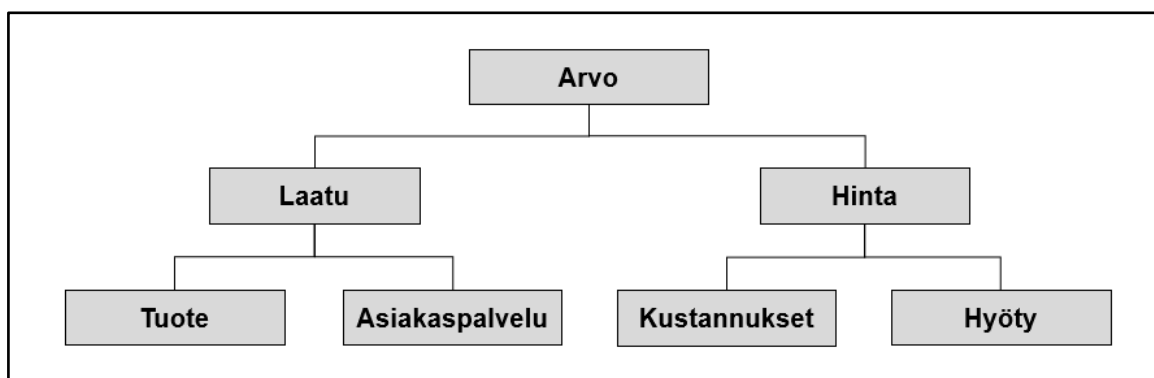 Arvo
Laatu
Hinta
Tuote
Asiakaspalvelu
Kustannukset
Hyöty